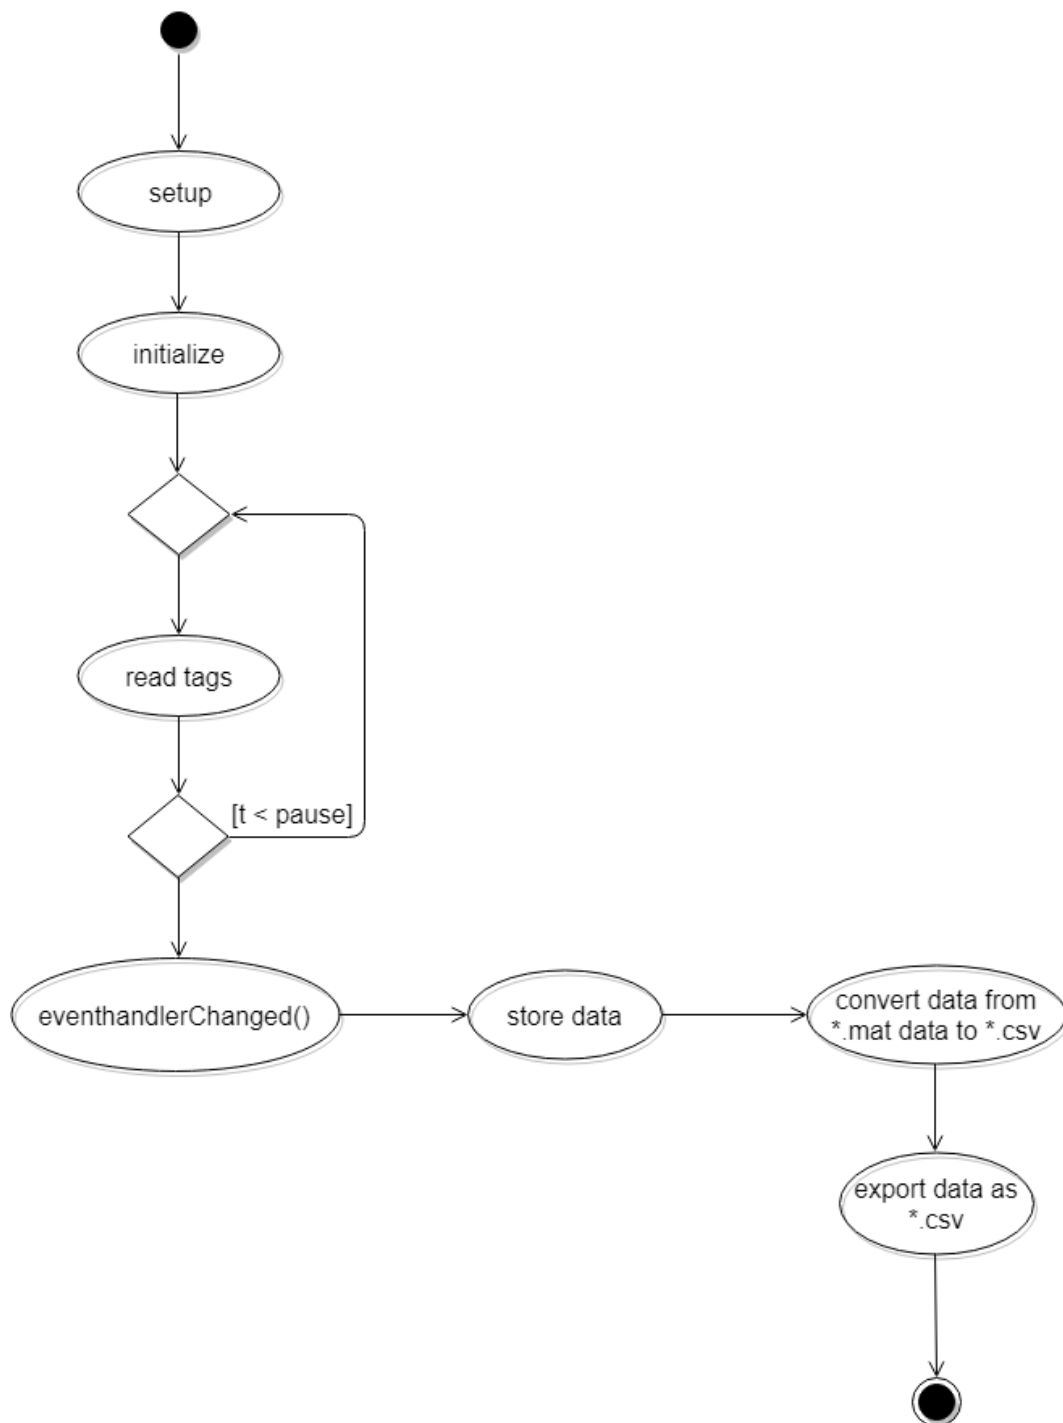 setup
initialize
read tags
[t < pause]
eventhandlerChanged()
store data
convert data from
*.mat data to *.csv
export data as
*.csv